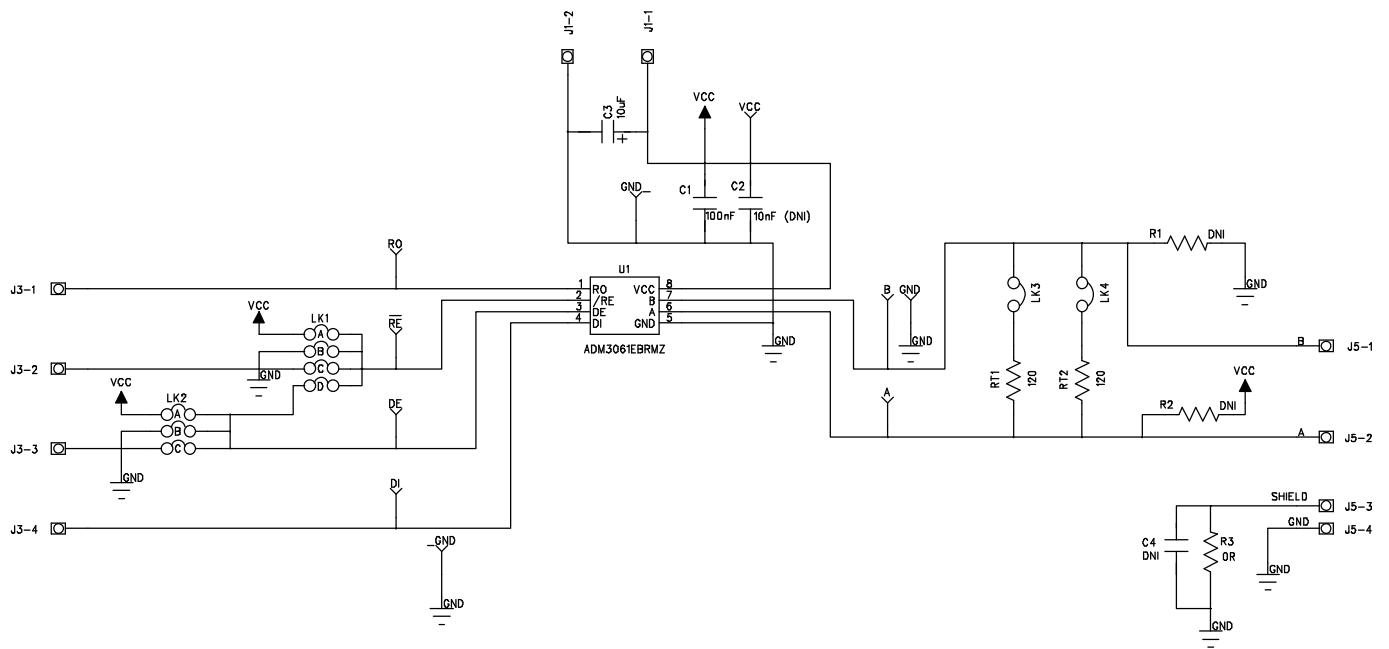 J1-2
J1-1
C3
10uF
+
VCC
VCC
GND_
C1
100nF
C2
10nF (DNI)
RO
U1
J3-1
1 RO VCC 8
2 /RE B 7
3 DE A 6
4 DI GND 5
ADM3061EBRMZ
GND
VCC
LK1
A
B
C
D
GND
RE
J3-2
VCC
LK2
A
B
C
GND
DE
J3-3
DI
J3-4
_GND
GND
B
GND
GND
A
R1 DNI
GND
LK3
LK4
RT1
120
RT2
120
B J5-1
VCC
R2 DNI
A J5-2
SHIELD J5-3
GND J5-4
C4
DNI
R3
0R
GND
GND